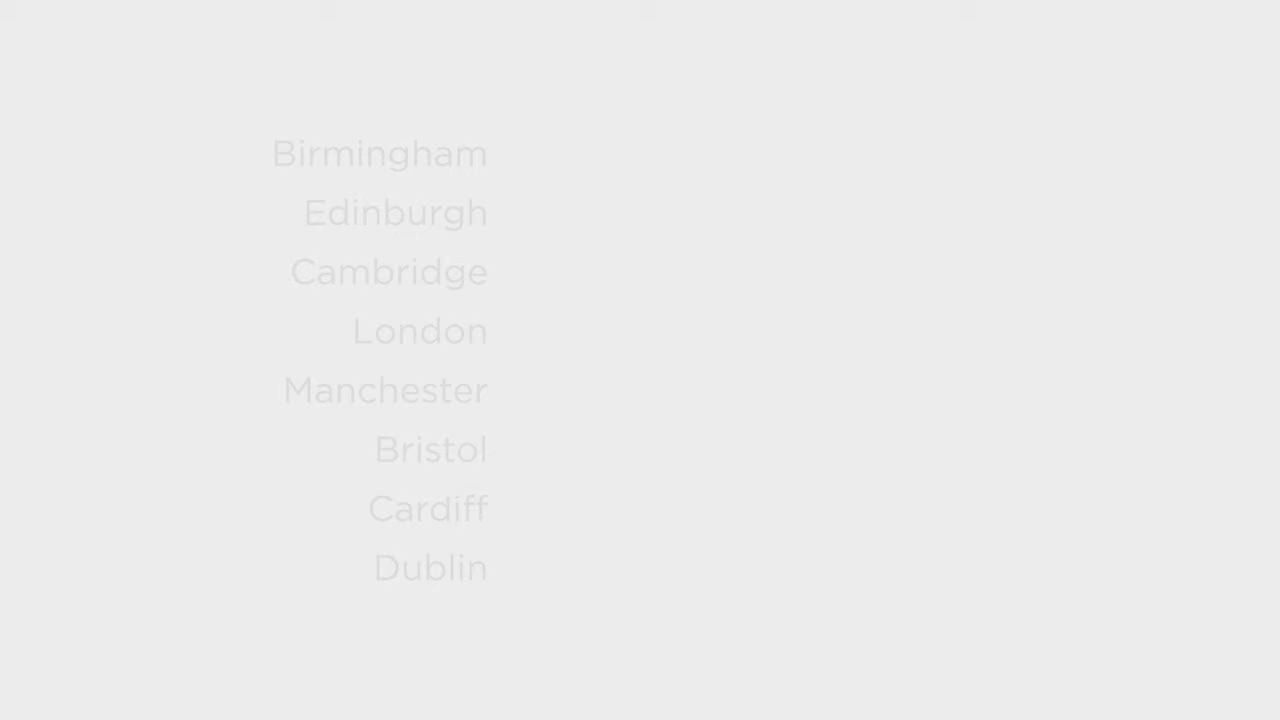 Birmingham
Edinburgh
Cambridge
London
Manchester
Bristol
Cardiff
Dublin